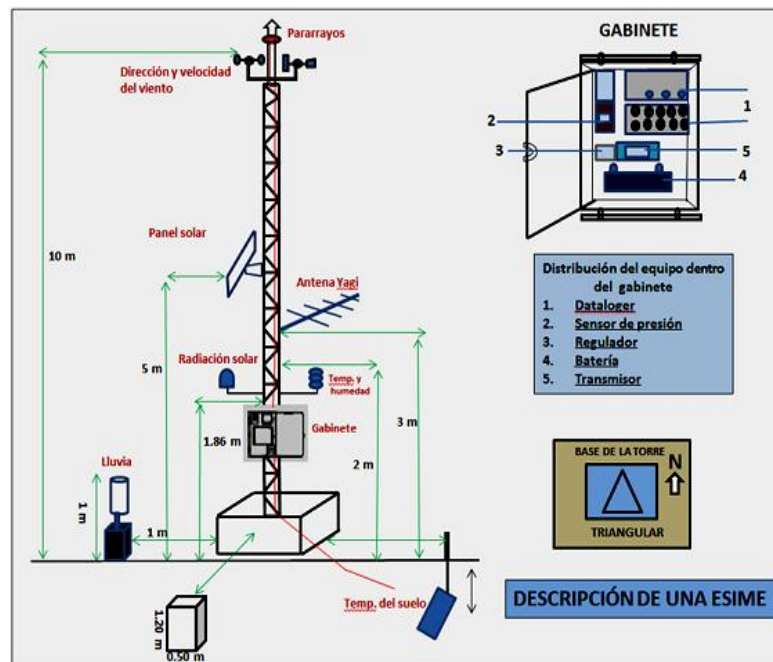 Pararrayos
Dirección y velocidad
del viento
10 m
Panel solar
Antena Yagi
5 m
Radiación solar
Temp. y
humedad
3 m
1.86 m
Gabinete
2 m
Lluvia
1 m
1 m
Temp. del suelo
1.20 m
0.50 m
GABINETE
1
2
3
5
4
Distribución del equipo dentro
del gabinete
1. Dataloger
2. Sensor de presión
3. Regulador
4. Batería
5. Transmisor
BASE DE LA TORRE
N
TRIANGULAR
DESCRIPCIÓN DE UNA ESIME